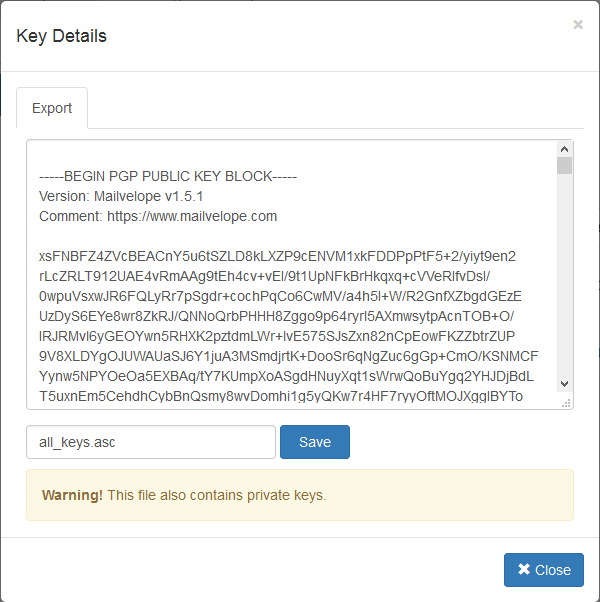 Key Details
×
Export
-----BEGIN PGP PUBLIC KEY BLOCK-----
Version: Mailvelope v1.5.1
Comment: https://www.mailvelope.com
xsFNBFZ4ZVcBEACnY5u6tSZLD8kLXZP9cENVM1xkFDDPpPtF5+2/yiyt9en2
rLcZRLT912UAE4vRmAAg9tEh4cv+vEl/9t1UpNFkBrHkqxq+cVVeRlfvDsl/
0wpuVsxwJR6FQLyRr7pSgdr+cochPqCo6CwMV/a4h5l+W/R2GnfXZbgdGEzE
UzDyS6EYe8wr8ZkRJ/QNNoQrbPHHH8Zggo9p64ryrl5AXmwsytpAcnTOB+O/
lRJRMvl6yGEOYwn5RHXK2pztdmLWr+lvE575SJsZxn82nCpEowFKZZbtrZUP
9V8XLDYgOJUWAUaSJ6Y1juA3MSmdjrtK+DooSr6qNgZuc6gGp+CmO/KSNMCF
Yynw5NPYOeOa5EXBAq/tY7KUmpXoASgdHNuyXqt1sWrwQoBuYgq2YHJDjBdL
T5uxnEm5CehdhCybBnQsmy8wvDomhi1g5yQKw7r4HF7ryyOftMOJXgglBYTo
all_keys.asc
Save
Warning! This file also contains private keys.
Close